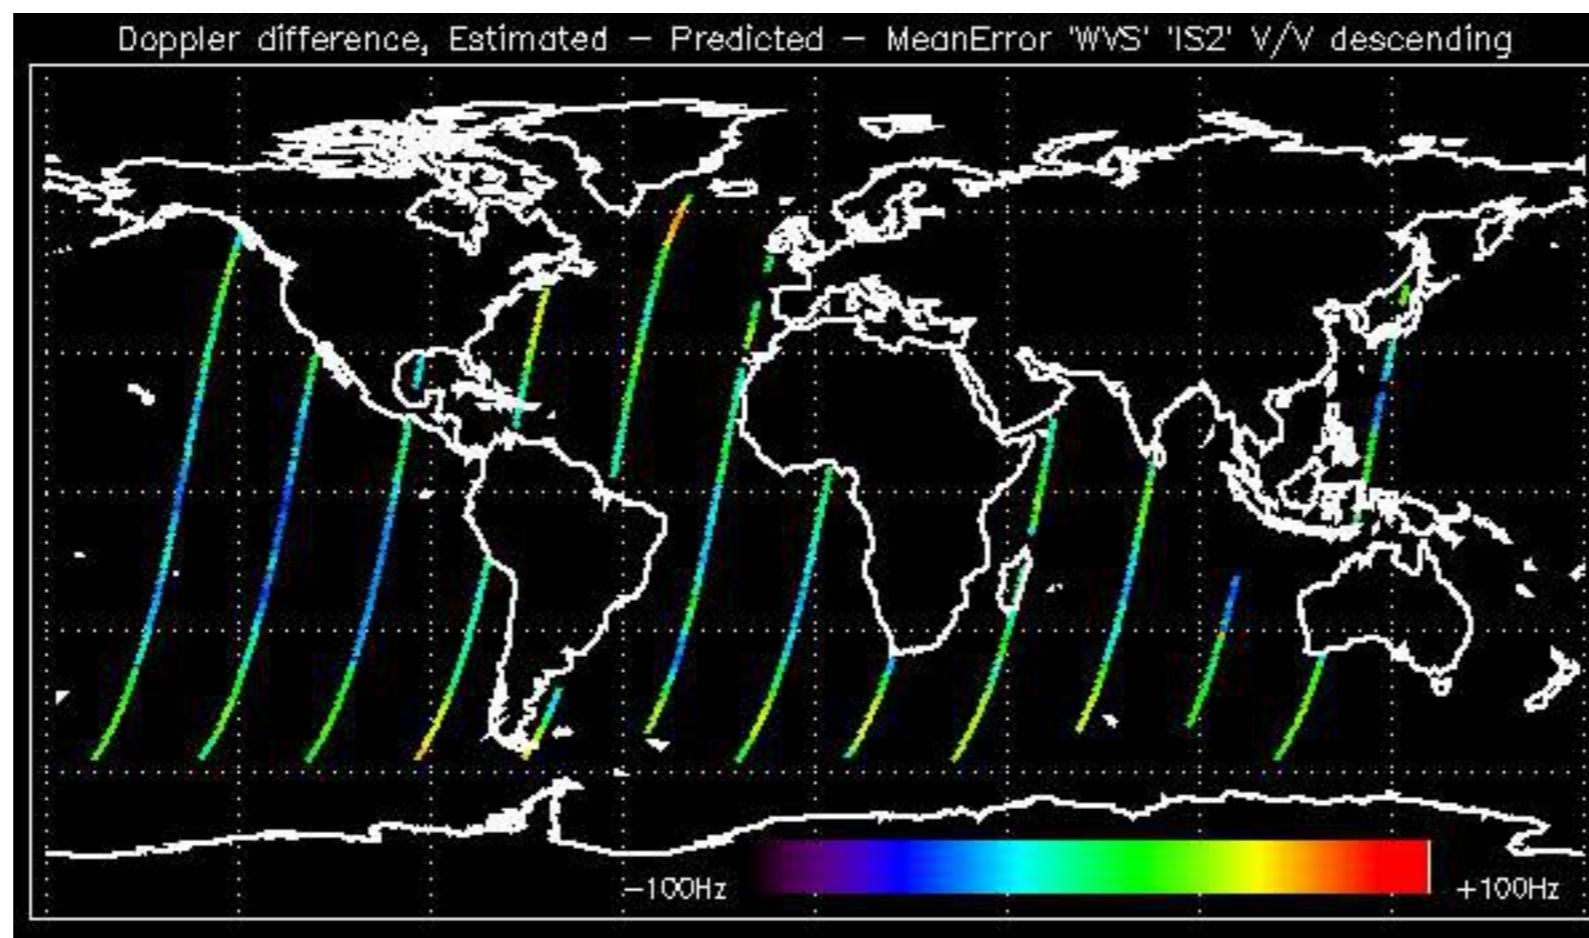 Doppler difference, Estimated — Predicted — MeanError 'WVS' 'IS2' V/V descending
−100Hz
+100Hz